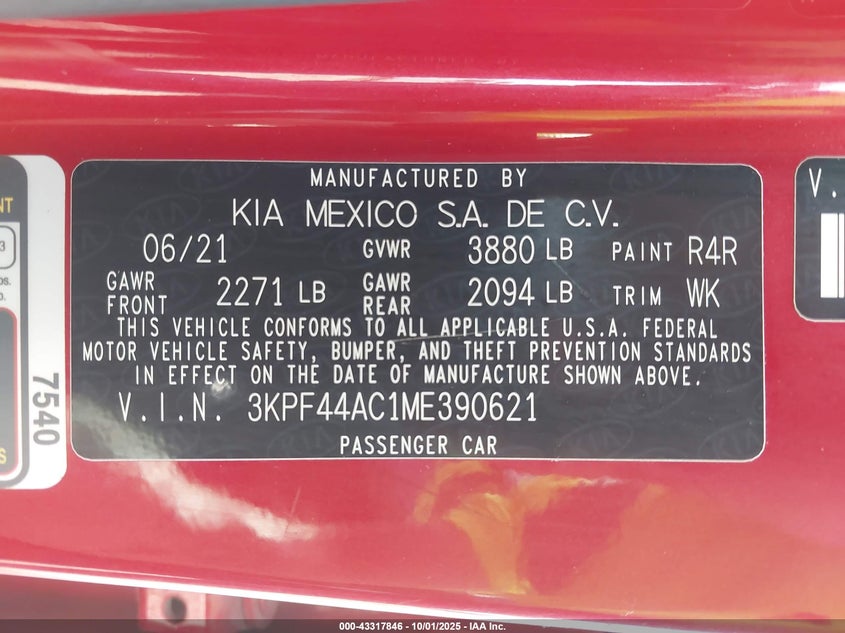 MANUFACTURED BY
KIA MEXICO S.A. DE C.V.
06/21 GVWR 3880 LB PAINT R4R
GAWR FRONT 2271 LB GAWR REAR 2094 LB TRIM WK
THIS VEHICLE CONFORMS TO ALL APPLICABLE U.S.A. FEDERAL
MOTOR VEHICLE SAFETY, BUMPER, AND THEFT PREVENTION STANDARDS
IN EFFECT ON THE DATE OF MANUFACTURE SHOWN ABOVE.
V.I.N. 3KPF44AC1ME390621
PASSENGER CAR
NT
3
7540
S
V.
000-43317846 - 10/01/2025 - IAA Inc.